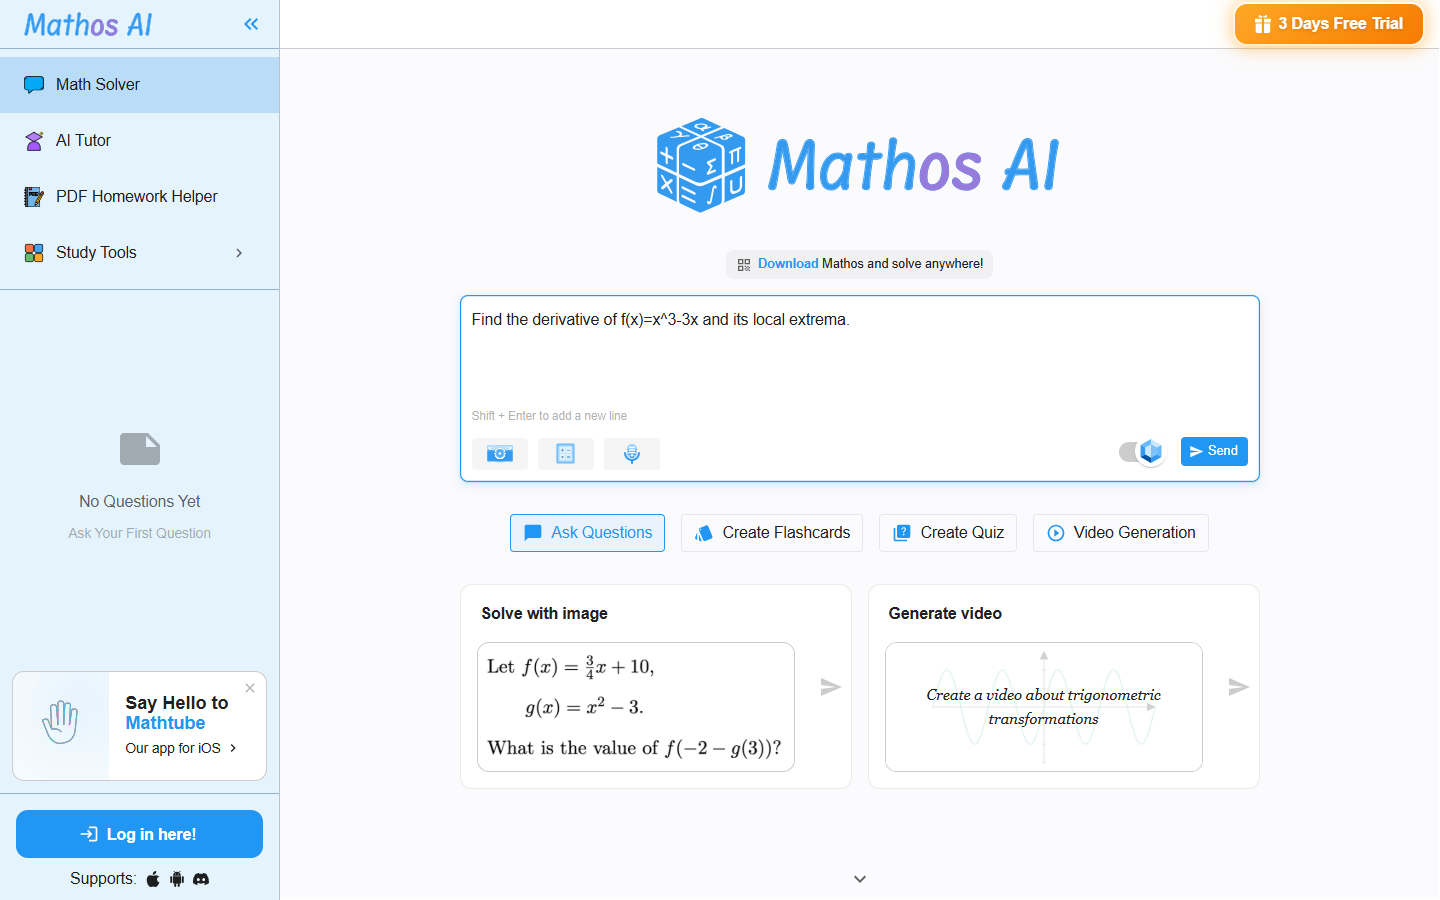 Mathos AI
3 Days Free Trial
Math Solver
AI Tutor
PDF Homework Helper
Study Tools
No Questions Yet
Ask Your First Question
Say Hello to
Mathtube
Our app for iOS
Log in here!
Supports:
Mathos AI
Download Mathos and solve anywhere!
Find the derivative of f(x)=x^3-3x and its local extrema.
Shift + Enter to add a new line
Send
Ask Questions
Create Flashcards
Create Quiz
Video Generation
Solve with image
Let f(x) = 3/4 x + 10,
g(x) = x² − 3.
What is the value of f(−2 − g(3))?
Generate video
Create a video about trigonometric
transformations